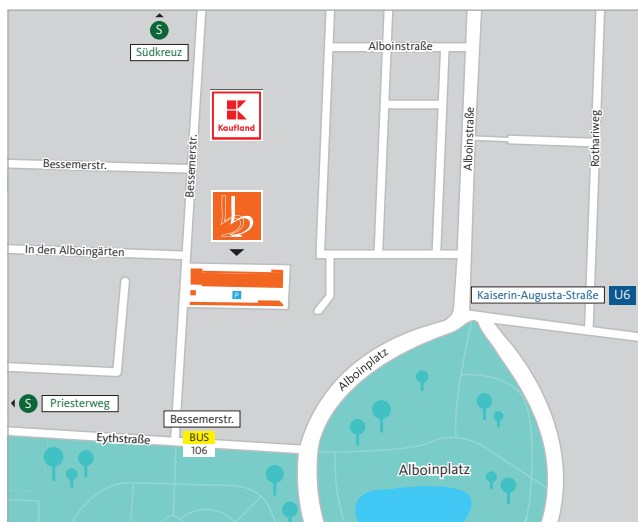 S
Südkreuz
Alboinstraße
Kaufland
Bessemerstr.
Alboinstraße
Rothariweg
Bessemerstr.
In den Alboingärten
P
Kaiserin-Augusta-Straße U6
Alboinplatz
S Priesterweg
Bessemerstr.
Eythstraße
BUS
106
Alboinplatz